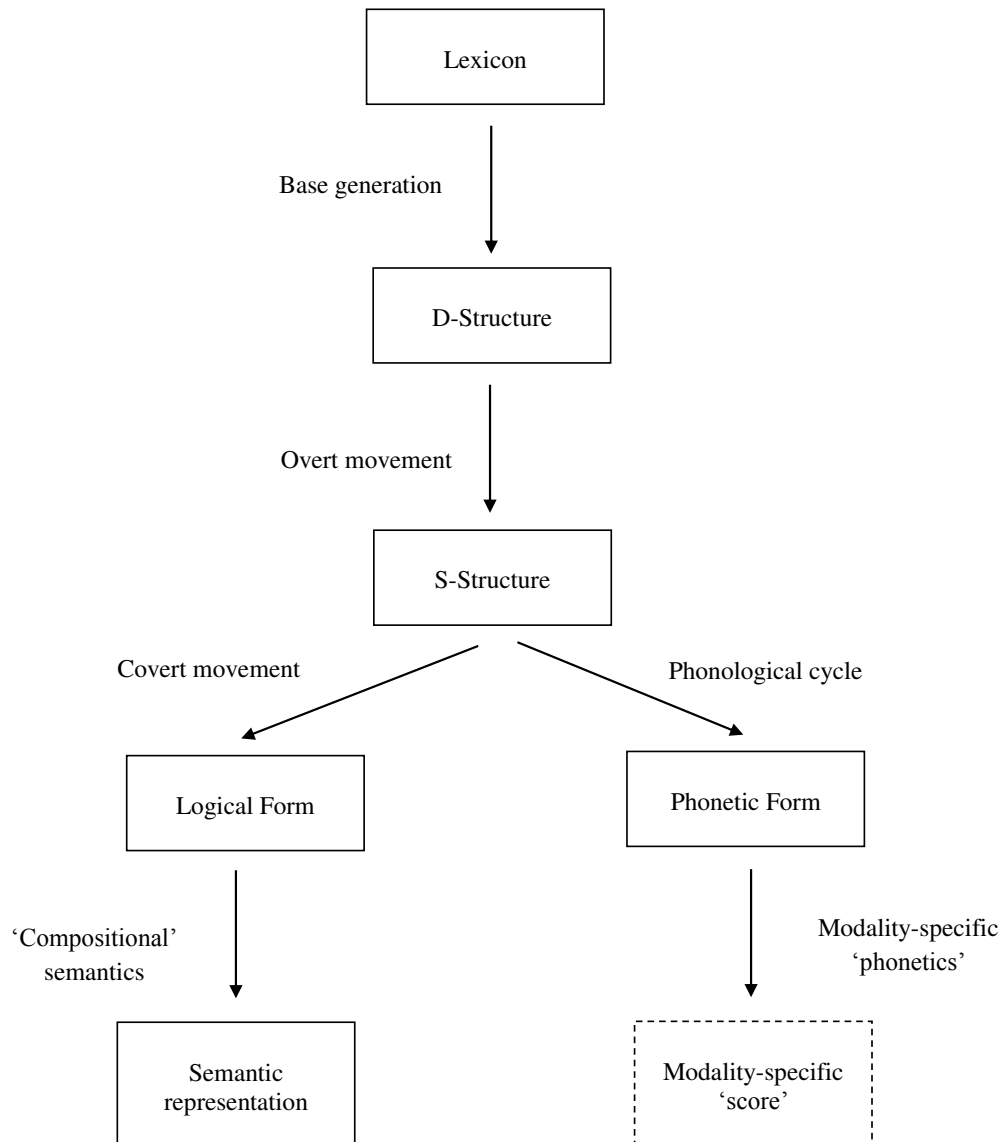 Lexicon
Base generation
D-Structure
Overt movement
S-Structure
Covert movement
Phonological cycle
Logical Form
Phonetic Form
‘Compositional’
semantics
Modality-specific
‘phonetics’
Semantic
representation
Modality-specific
‘score’